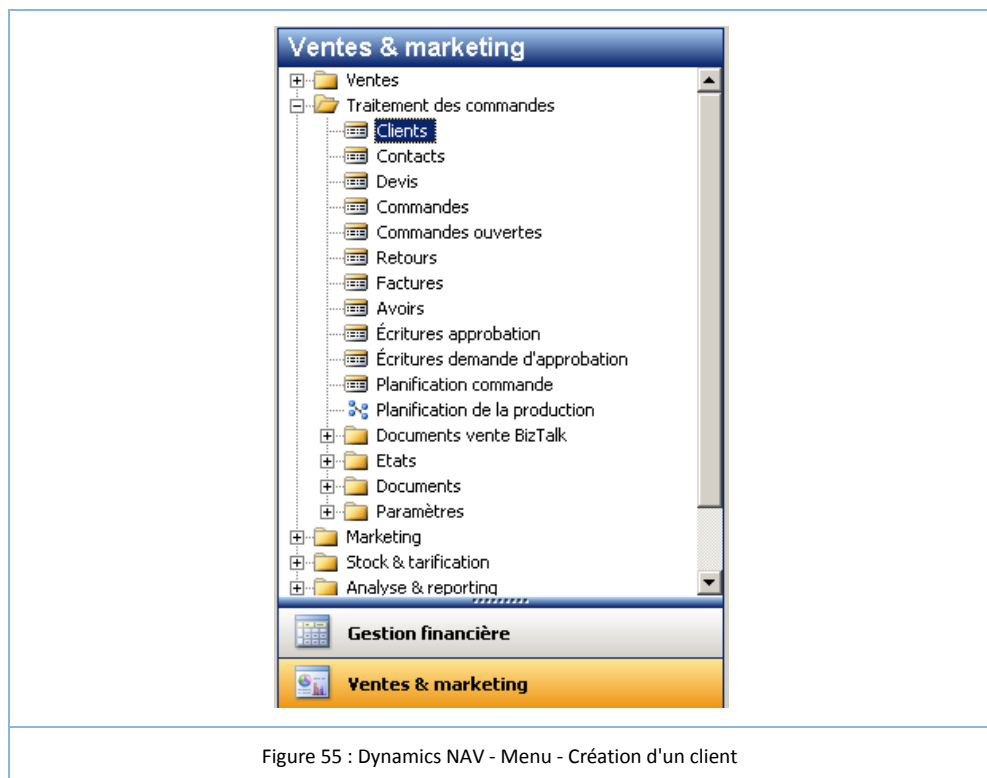 Ventes & marketing
Ventes
Traitement des commandes
Clients
Contacts
Devis
Commandes
Commandes ouvertes
Retours
Factures
Avoirs
Écritures approbation
Écritures demande d'approbation
Planification commande
Planification de la production
Documents vente BizTalk
Etats
Documents
Paramètres
Marketing
Stock & tarification
Analyse & reporting
Gestion financière
Ventes & marketing
Figure 55 : Dynamics NAV - Menu - Création d'un client